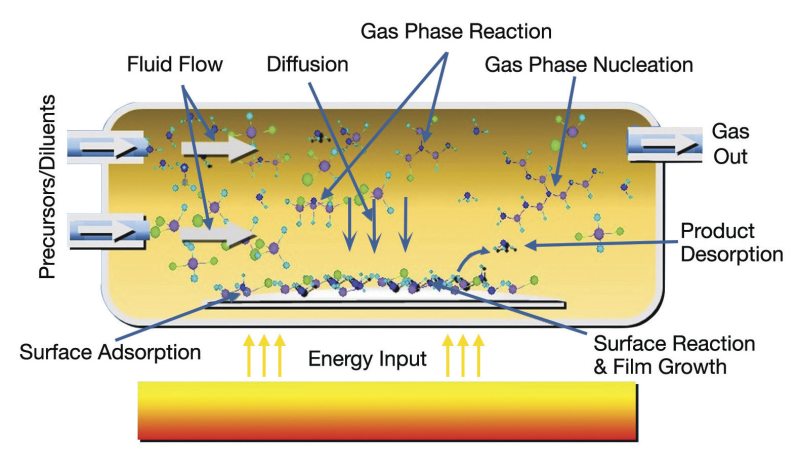 Gas Phase Reaction
Fluid Flow
Diffusion
Gas Phase Nucleation
Precursors/Diluents
Gas
Out
Product
Desorption
Surface Adsorption
Energy Input
Surface Reaction
& Film Growth